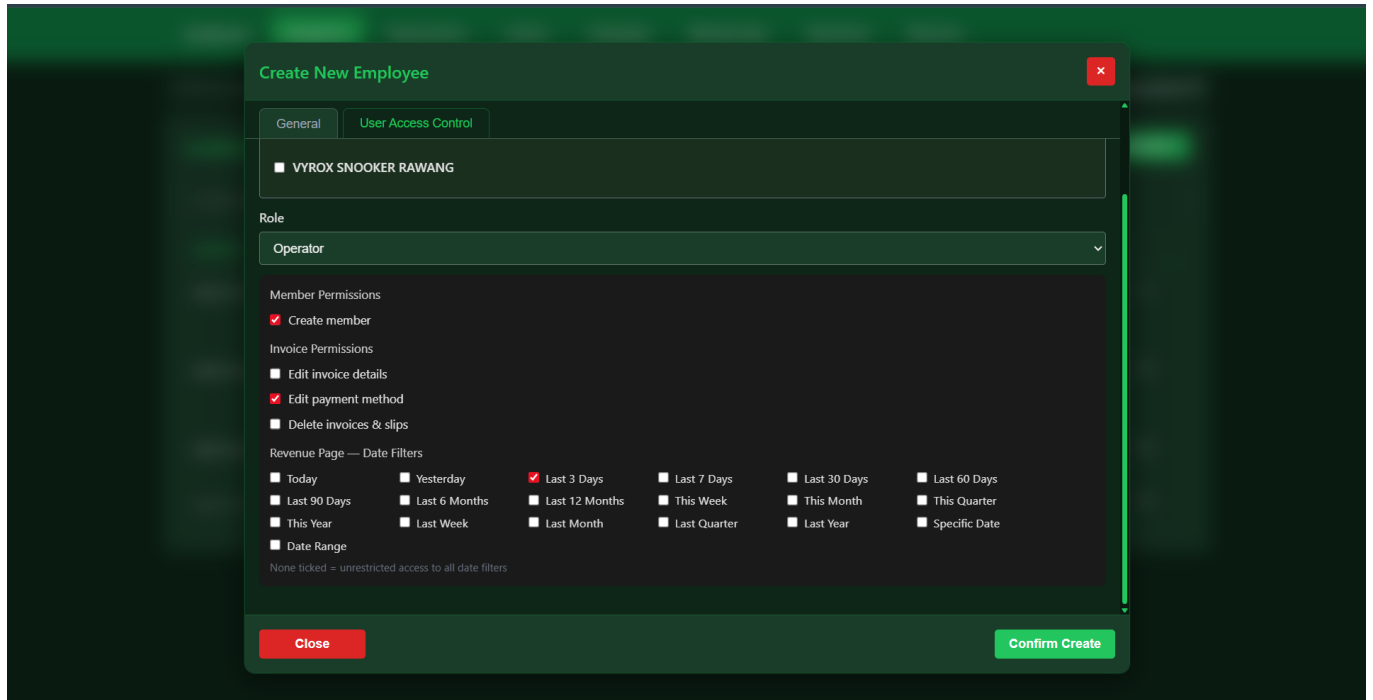 Create New Employee
×
General User Access Control
VYROX SNOOKER RAWANG
Role
Operator
Member Permissions
Create member
Invoice Permissions
Edit invoice details
Edit payment method
Delete invoices & slips
Revenue Page — Date Filters
Today Yesterday Last 3 Days Last 7 Days Last 30 Days Last 60 Days
Last 90 Days Last 6 Months Last 12 Months This Week This Month This Quarter
This Year Last Week Last Month Last Quarter Last Year Specific Date
Date Range
None ticked = unrestricted access to all date filters
Close Confirm Create